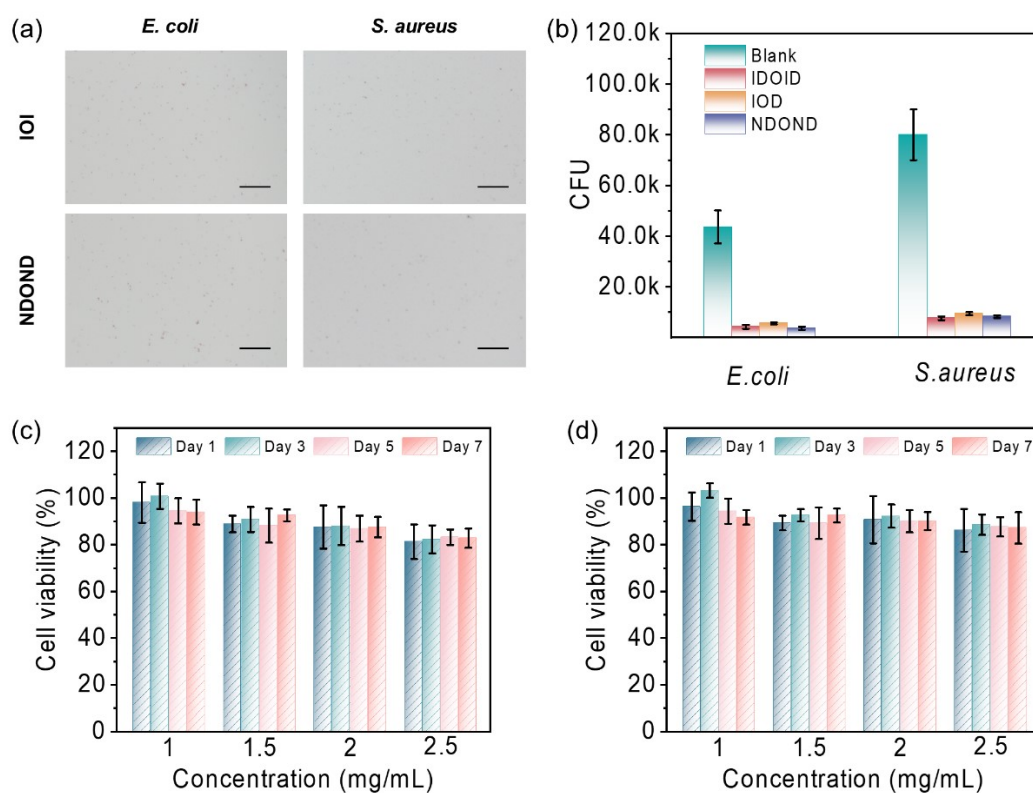 (a)
E. coli
S. aureus
IOI
NDOND
(b)
120.0k
100.0k
80.0k
60.0k
40.0k
20.0k
CFU
Blank
IDOID
IOD
NDOND
E.coli
S.aureus
(c)
120
100
80
60
40
20
0
Cell viability (%)
Day 1 Day 3 Day 5 Day 7
1 1.5 2 2.5
Concentration (mg/mL)
(d)
120
100
80
60
40
20
0
Cell viability (%)
Day 1 Day 3 Day 5 Day 7
1 1.5 2 2.5
Concentration (mg/mL)